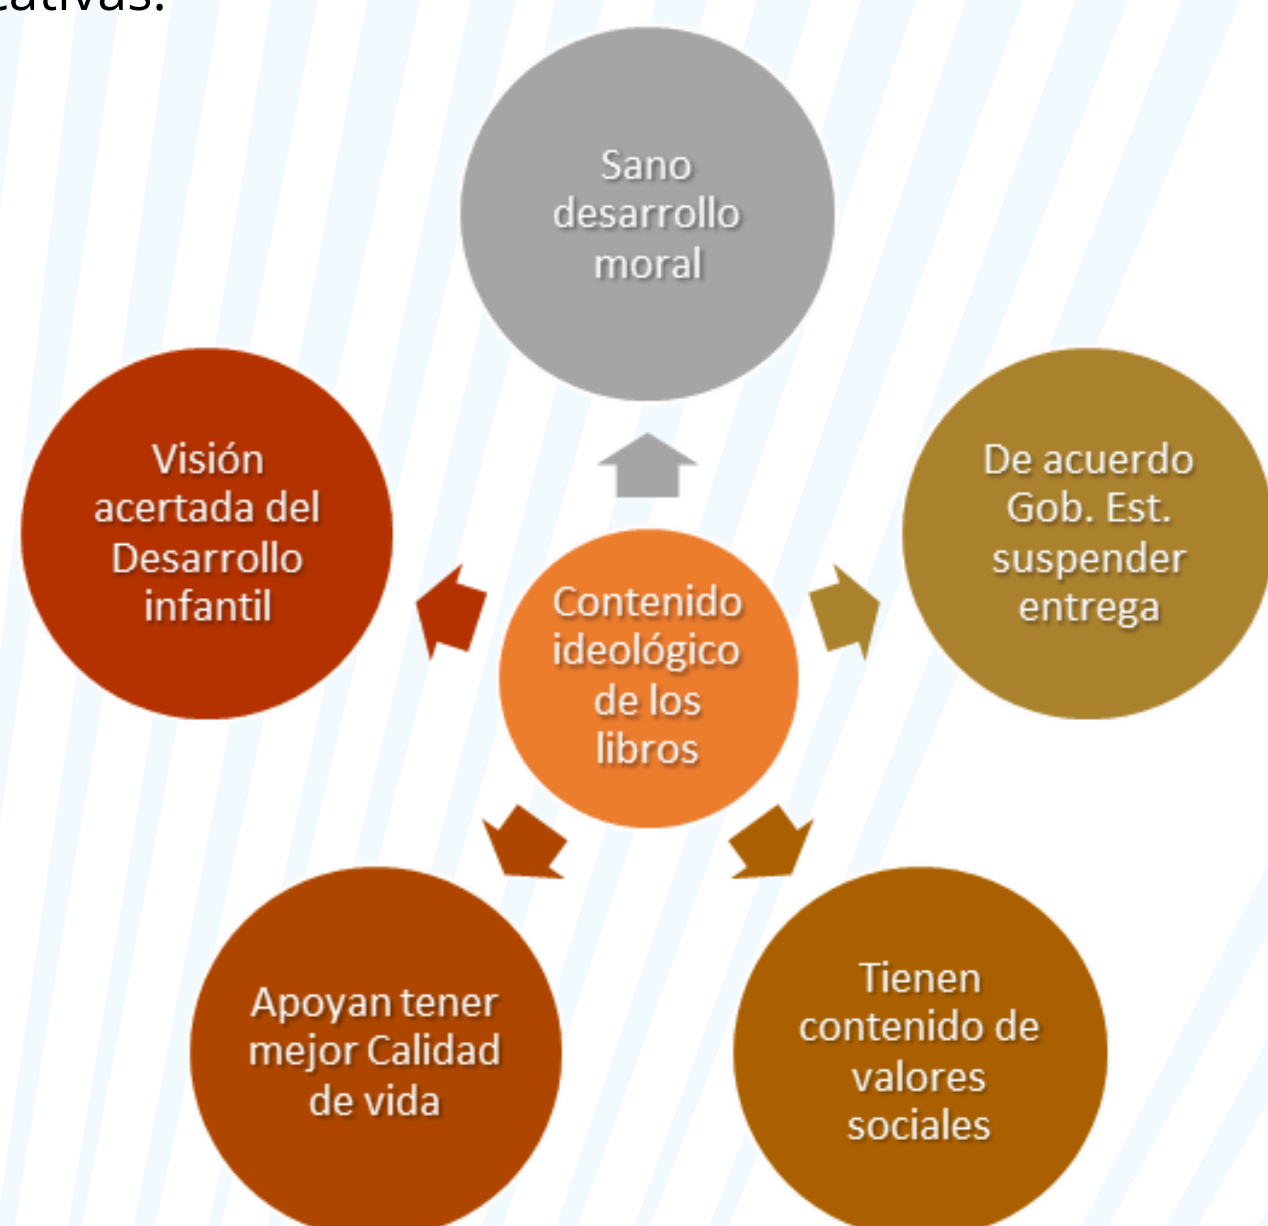 Sano
desarrollo
moral
Visión
acertada del
Desarrollo
infantil
De acuerdo
Gob. Est.
suspender
entrega
Contenido
ideológico
de los
libros
Apoyan tener
mejor Calidad
de vida
Tienen
contenido de
valores
sociales